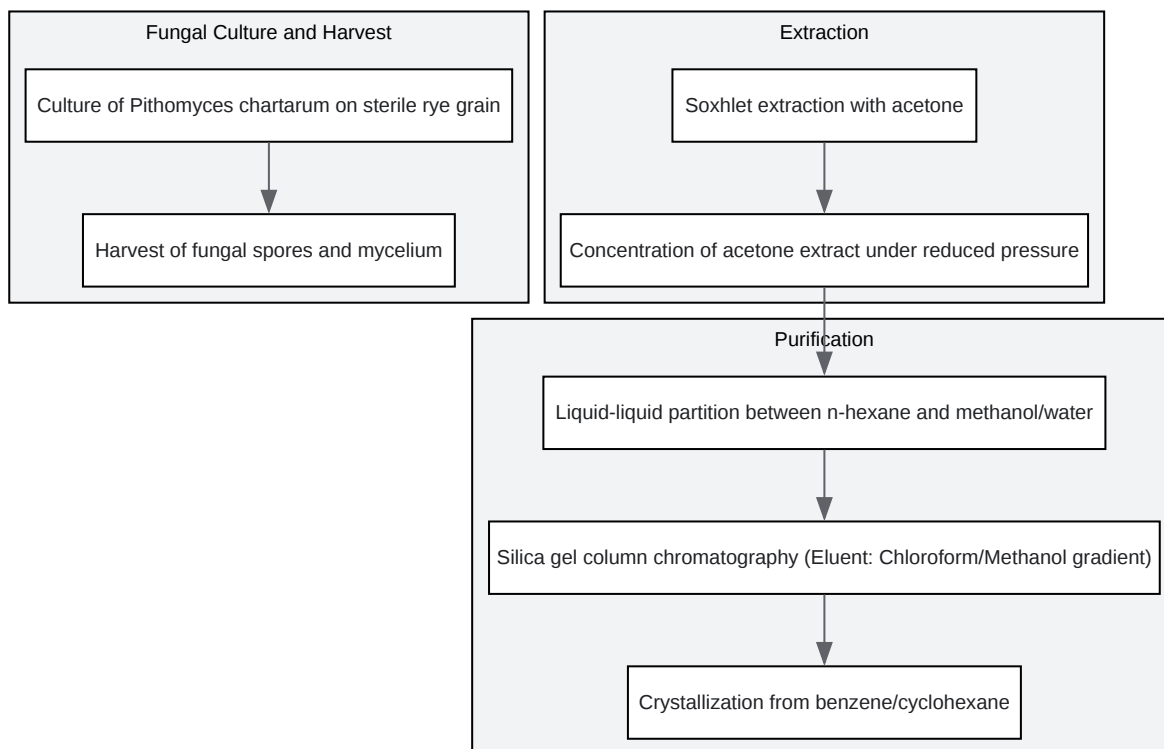 Fungal Culture and Harvest
Culture of Pithomyces chartarum on sterile rye grain
Harvest of fungal spores and mycelium
Extraction
Soxhlet extraction with acetone
Concentration of acetone extract under reduced pressure
Purification
Liquid-liquid partition between n-hexane and methanol/water
Silica gel column chromatography (Eluent: Chloroform/Methanol gradient)
Crystallization from benzene/cyclohexane